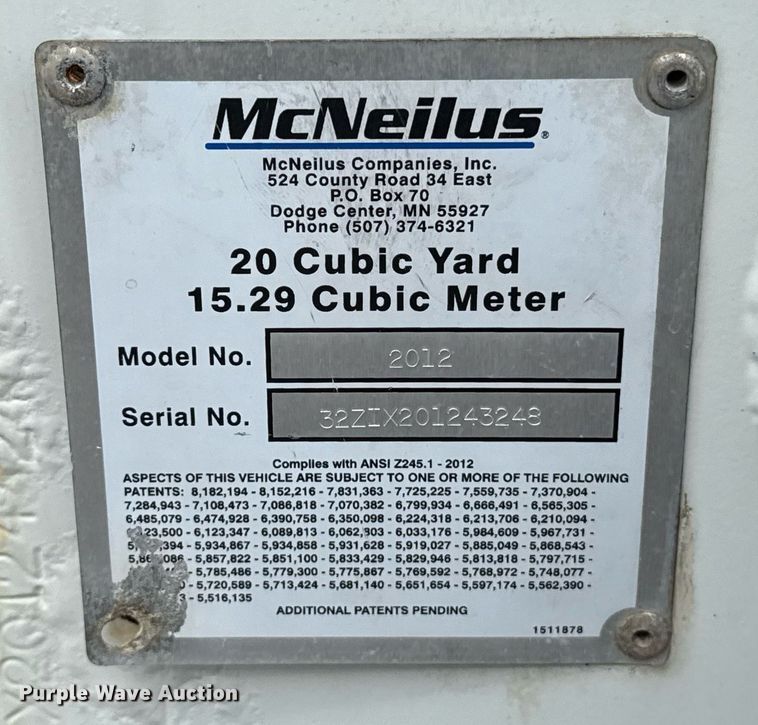 McNeilus®
McNeilus Companies, Inc.
524 County Road 34 East
P.O. Box 70
Dodge Center, MN 55927
Phone (507) 374-6321
20 Cubic Yard
15.29 Cubic Meter
Model No. 2012
Serial No. 32ZIX201243248
Complies with ANSI Z245.1 - 2012
ASPECTS OF THIS VEHICLE ARE SUBJECT TO ONE OR MORE OF THE FOLLOWING
PATENTS: 8,182,194 - 8,152,216 - 7,831,363 - 7,725,225 - 7,559,735 - 7,370,904 -
7,284,943 - 7,108,473 - 7,086,818 - 7,070,382 - 6,799,934 - 6,666,491 - 6,565,305 -
6,485,079 - 6,474,928 - 6,390,758 - 6,350,098 - 6,224,318 - 6,213,706 - 6,210,094 -
6,123,500 - 6,123,347 - 6,089,813 - 6,062,303 - 6,033,176 - 5,984,609 - 5,967,731 -
5,934,867 - 5,934,858 - 5,931,628 - 5,919,027 - 5,885,049 - 5,868,543 -
5,857,822 - 5,851,100 - 5,833,429 - 5,829,946 - 5,813,818 - 5,797,715 -
5,785,486 - 5,779,300 - 5,775,867 - 5,769,592 - 5,768,972 - 5,748,077 -
5,720,589 - 5,713,424 - 5,681,140 - 5,651,654 - 5,597,174 - 5,562,390 -
5,516,135
ADDITIONAL PATENTS PENDING
1511878
Purple Wave Auction